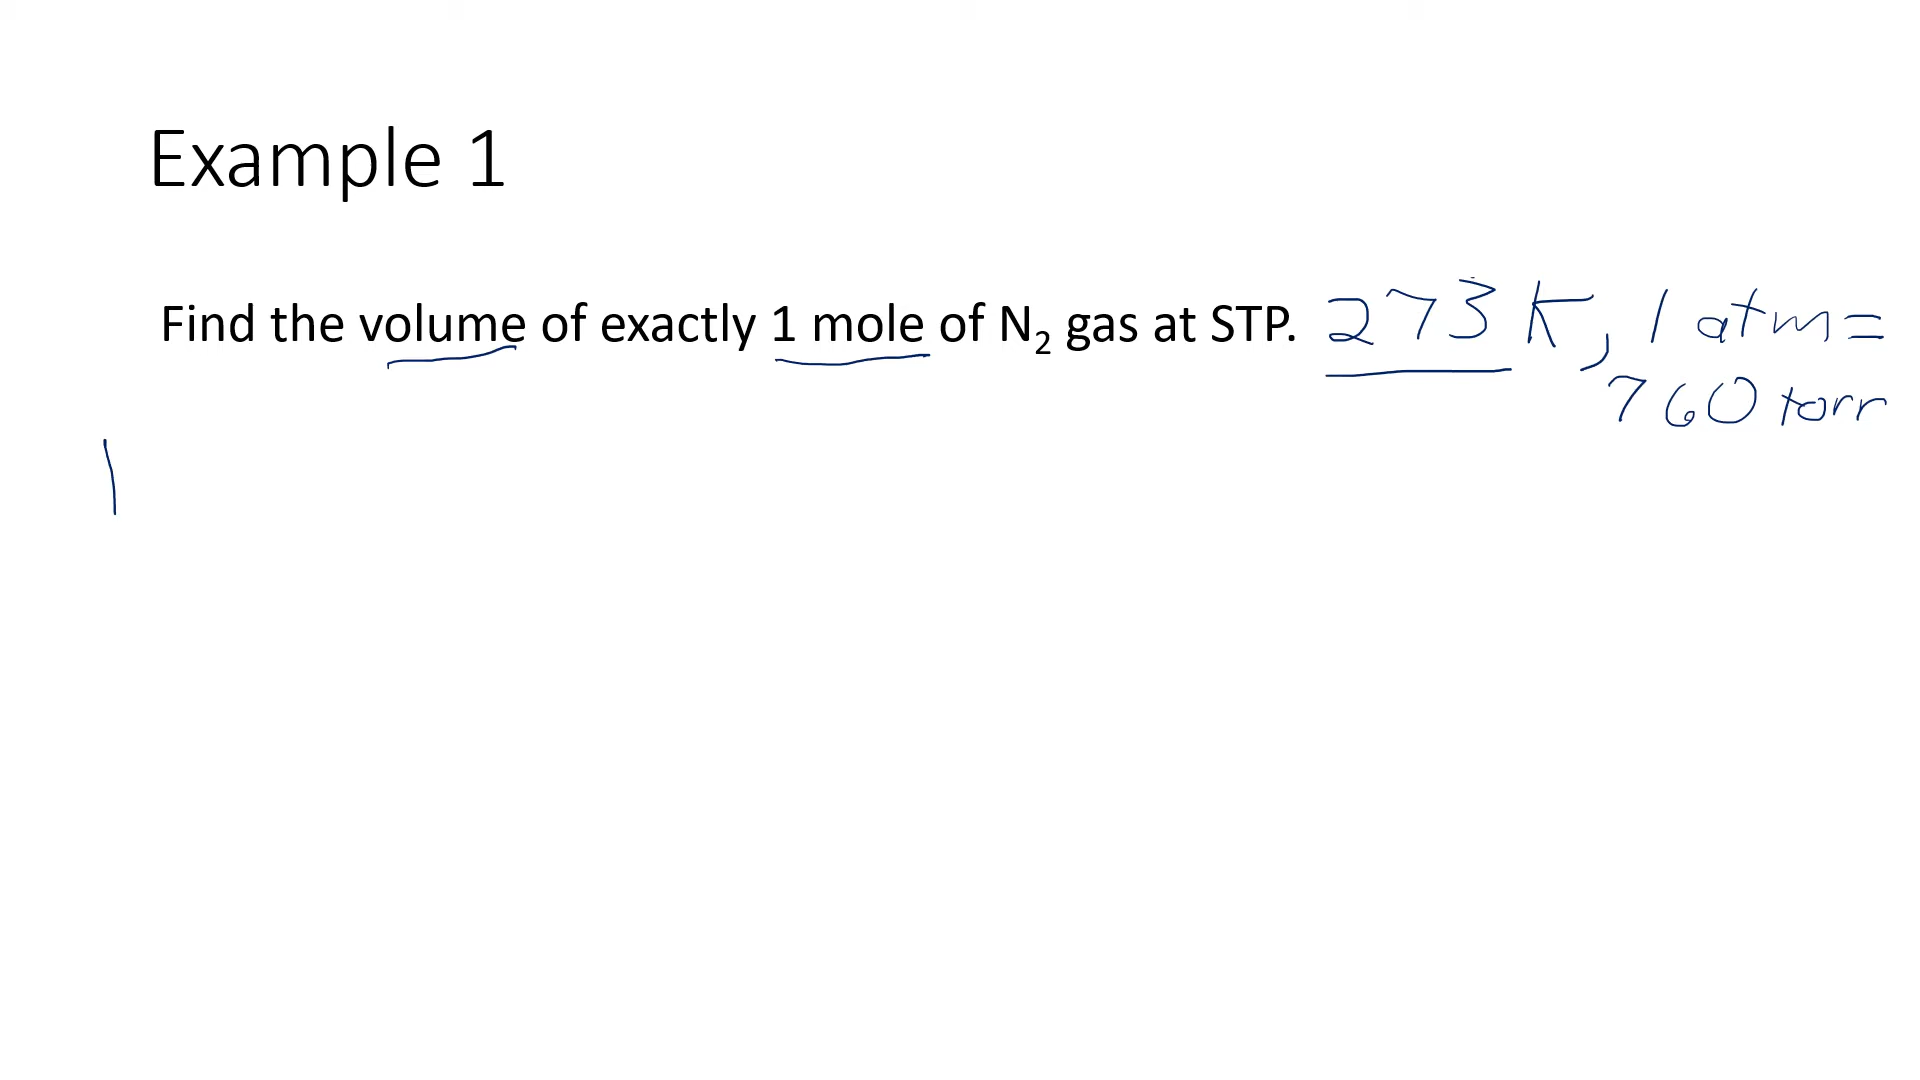 Example 1
Find the volume of exactly 1 mole of N₂ gas at STP. 273 K, 1 atm =
760 torr